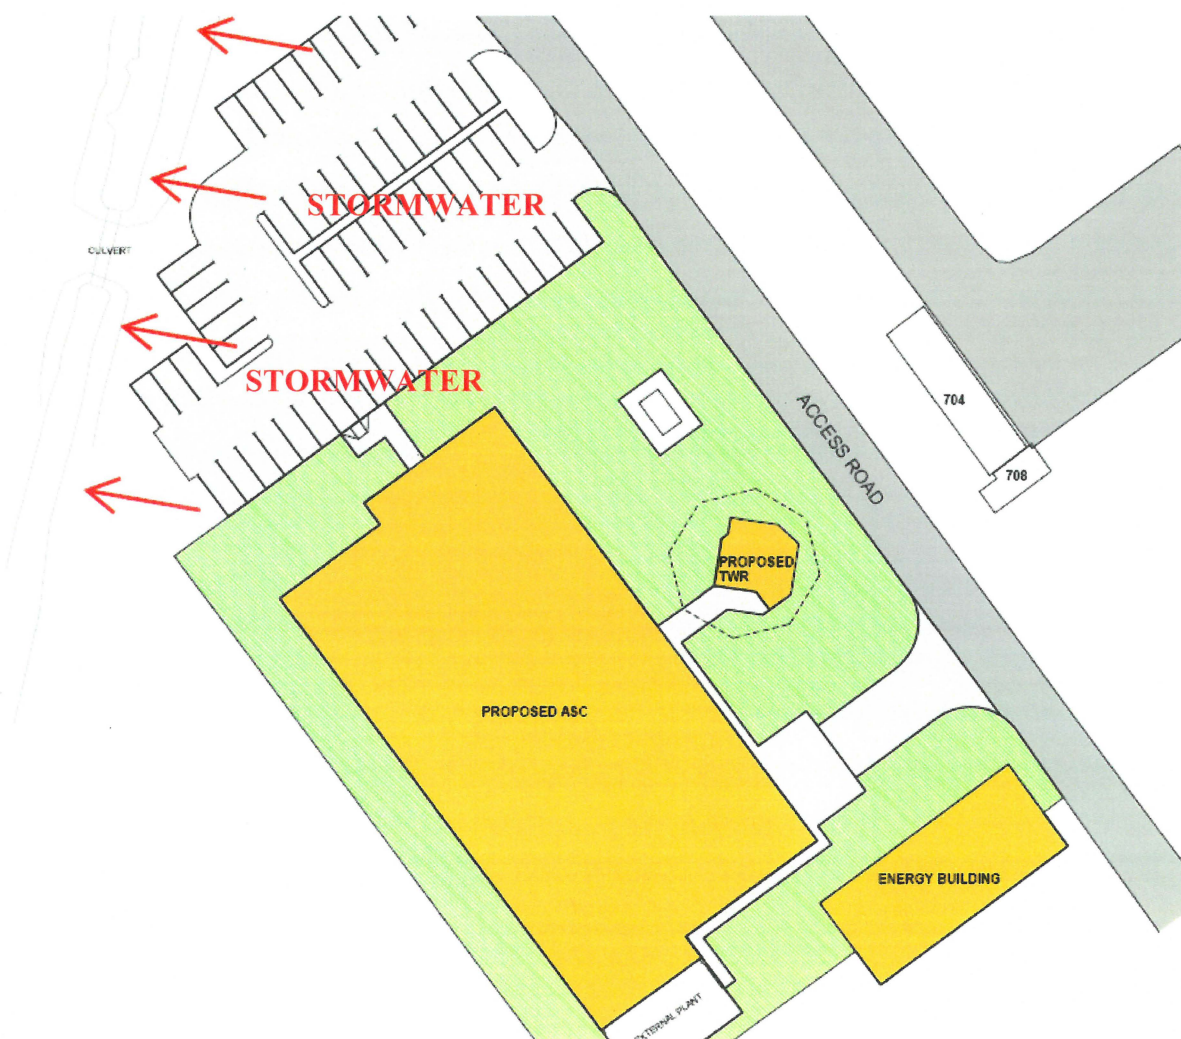 STORMWATER
CULVERT
STORMWATER
ACCESS ROAD
704
708
PROPOSED
TWR
PROPOSED ASC
ENERGY BUILDING
EXTERNAL PLANT